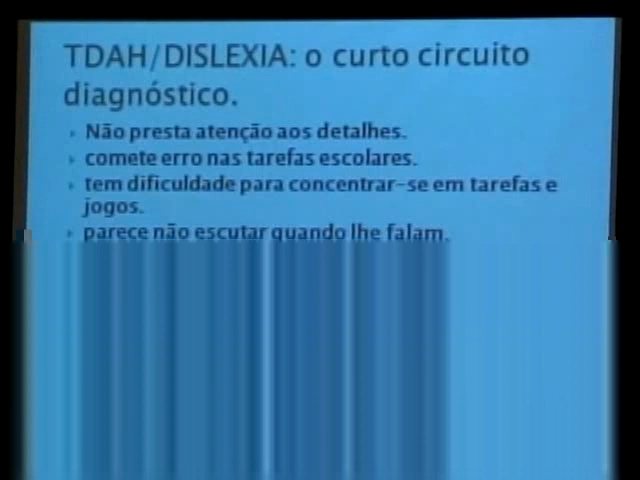 TDAH/DISLEXIA: o curto circuito
diagnóstico.
Não presta atenção aos detalhes.
comete erro nas tarefas escolares.
tem dificuldade para concentrar-se em tarefas e
jogos.
parece não escutar quando lhe falam.